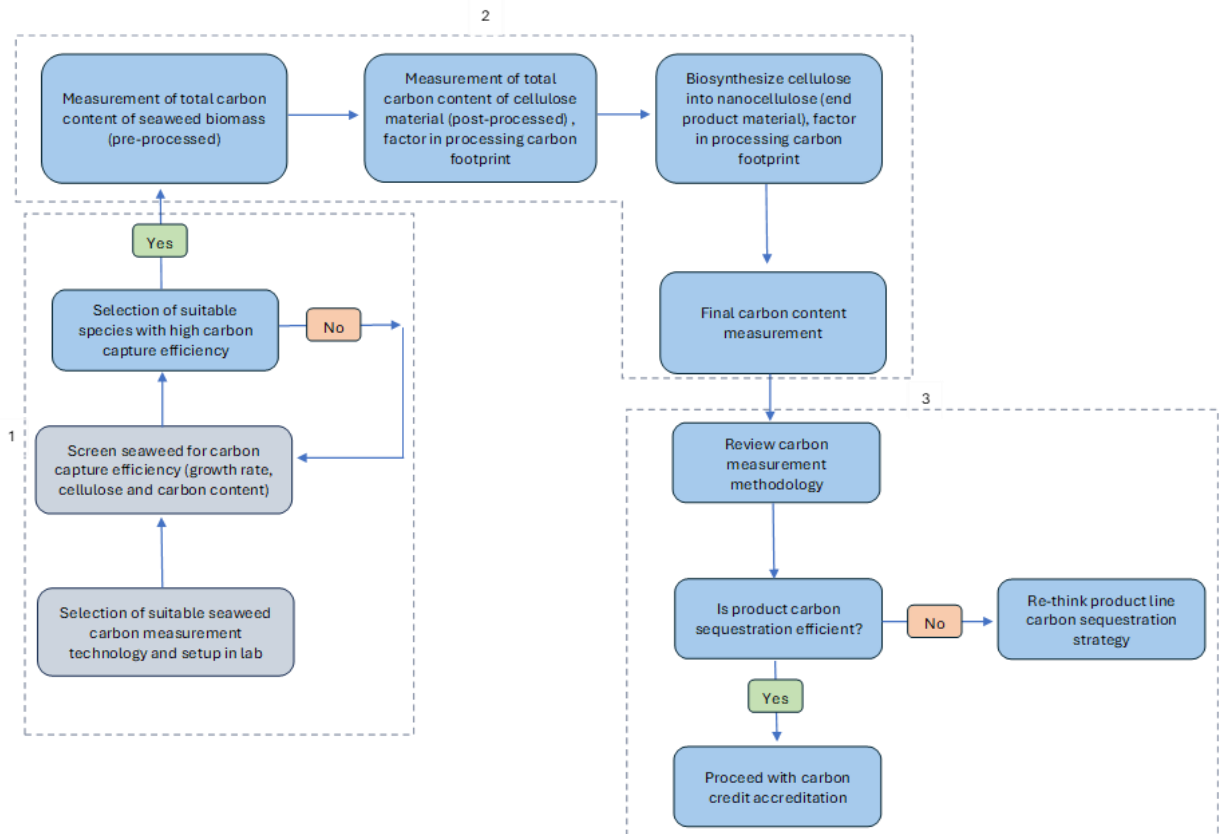 2
Measurement of total carbon
content of seaweed biomass
(pre-processed)
Measurement of total
carbon content of cellulose
material (post-processed) ,
factor in processing carbon
footprint
Biosynthesize cellulose
into nanocellulose (end
product material), factor
in processing carbon
footprint
Yes
Selection of suitable
species with high carbon
capture efficiency
No
Final carbon content
measurement
1
Screen seaweed for carbon
capture efficiency (growth rate,
cellulose and carbon content)
Selection of suitable seaweed
carbon measurement
technology and setup in lab
3
Review carbon
measurement
methodology
Is product carbon
sequestration efficient?
No
Re-think product line
carbon sequestration
strategy
Yes
Proceed with carbon
credit accreditation